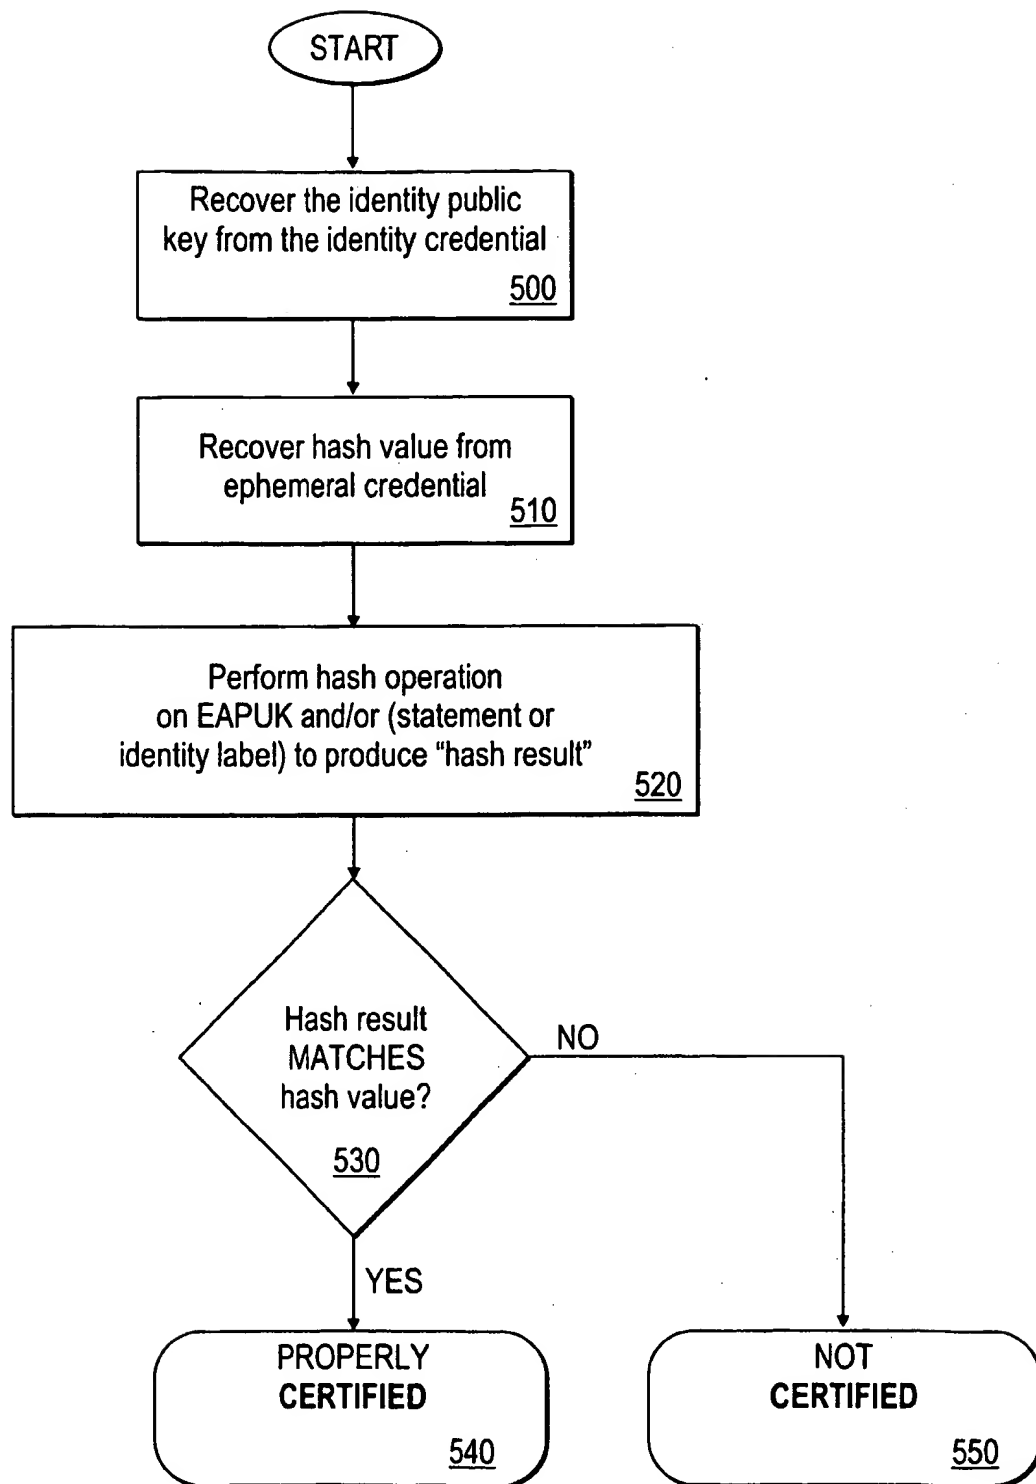 START
Recover the identity public
key from the identity credential
500
Recover hash value from
ephemeral credential
510
Perform hash operation
on EAPUK and/or (statement or
identity label) to produce “hash result”
520
Hash result
MATCHES
hash value?
530
NO
YES
PROPERLY
CERTIFIED
540
NOT
CERTIFIED
550